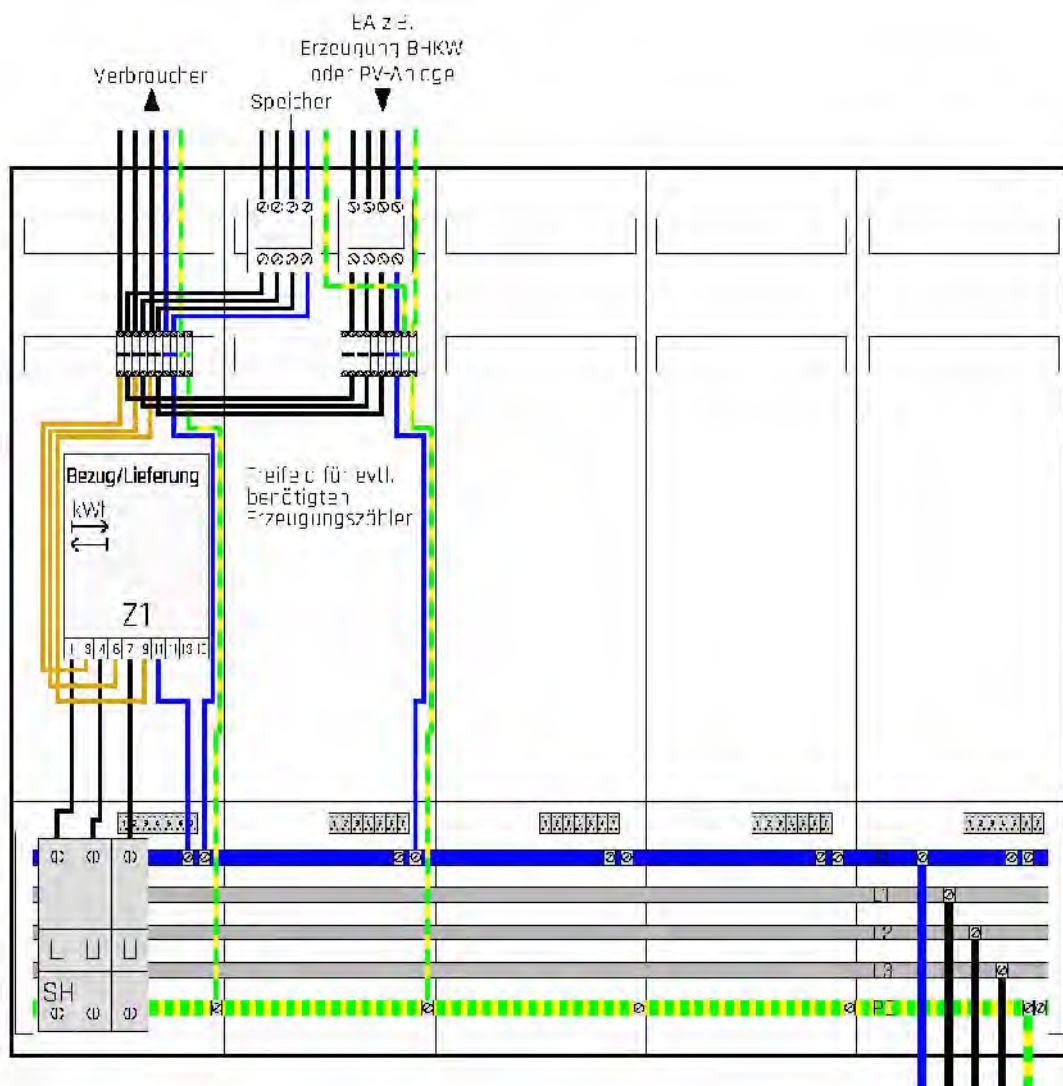 EA z.B.
Erzeugung BHKW
oder PV-Anlage
Verbraucher
Speicher
Bezug/Lieferung
kWh
Z1
Freifeld für evtl.
benötigten
Erzeugungszähler
1 3 4 6 7 9 11
L1
L2
L3
SH
PE